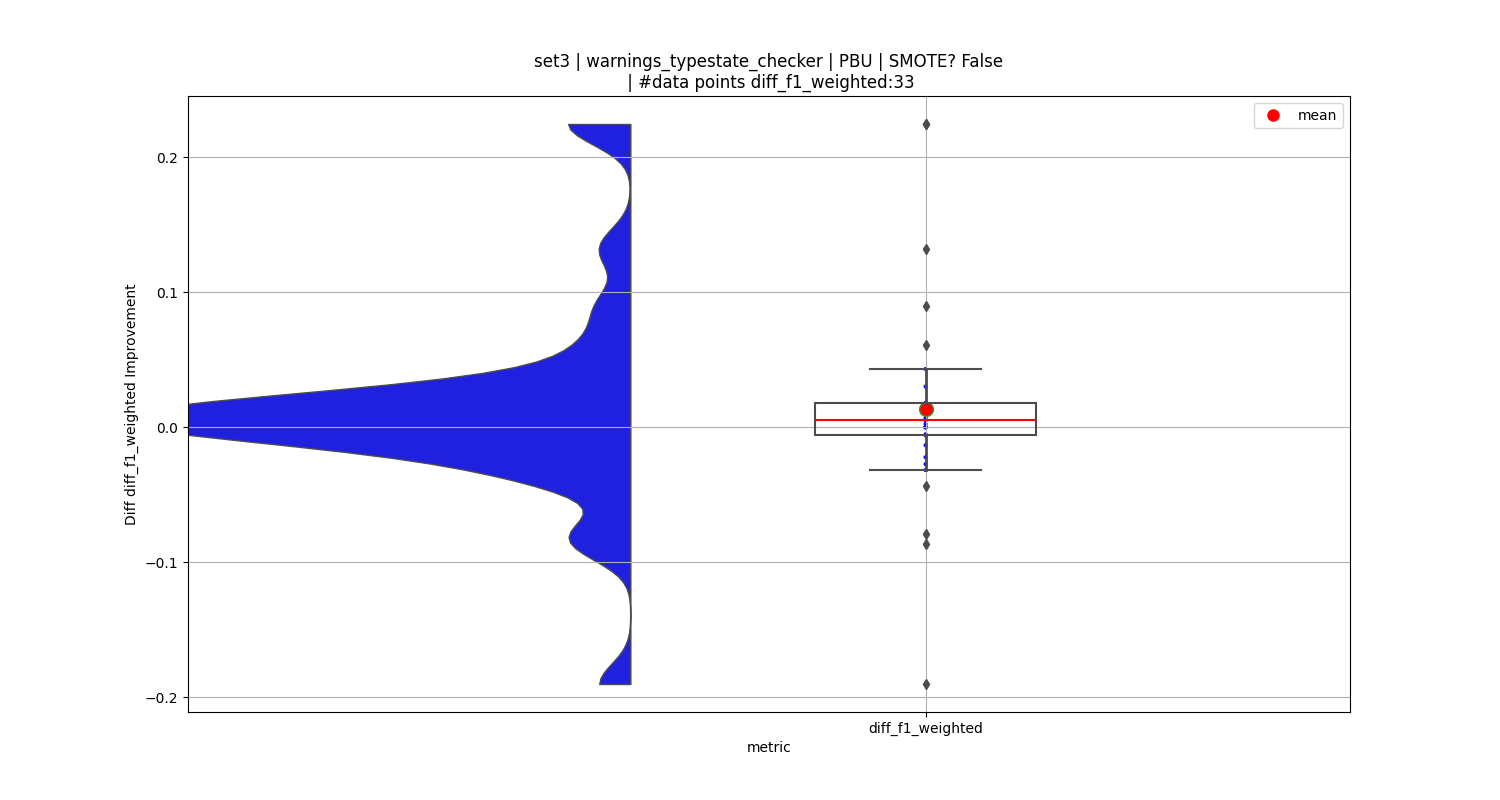 set3 | warnings_typestate_checker | PBU | SMOTE? False
| #data points diff_f1_weighted:33
mean
0.2
0.1
0.0
−0.1
−0.2
Diff diff_f1_weighted Improvement
diff_f1_weighted
metric